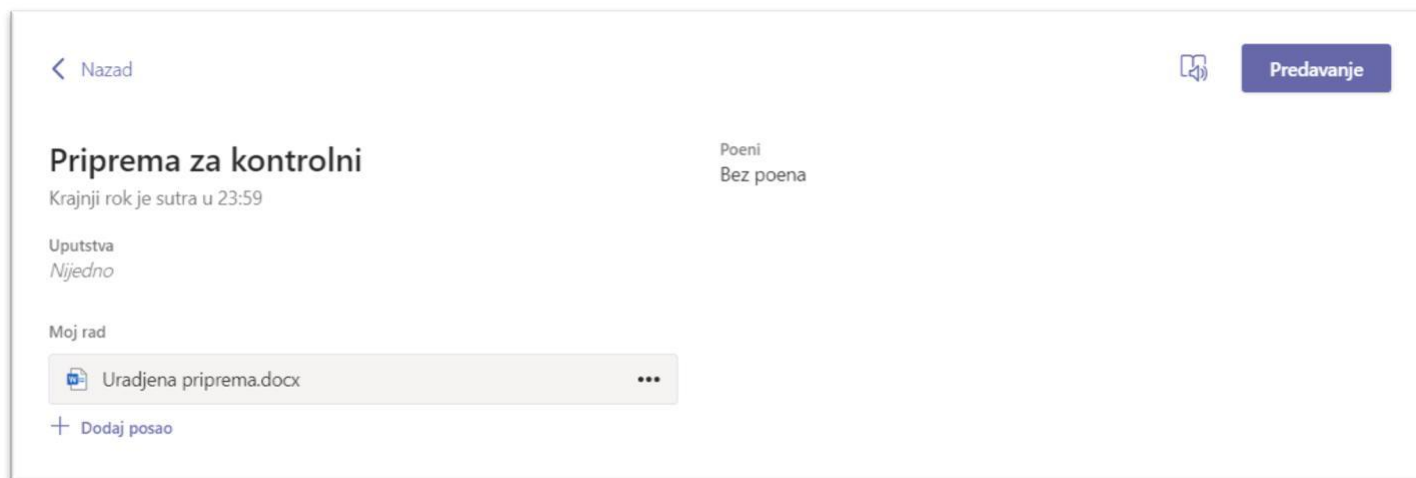 Nazad
Predavanje
Priprema za kontrolni
Krajnji rok je sutra u 23:59
Poeni
Bez poena
Uputstva
Nijedno
Moj rad
Uradjena priprema.docx
Dodaj posao